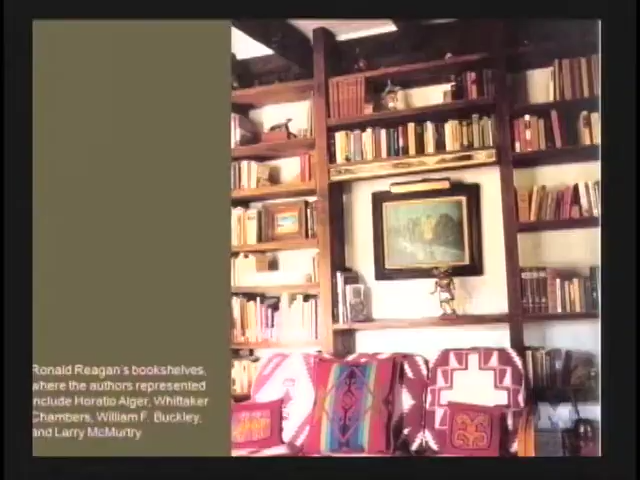 Ronald Reagan's bookshelves,
where the authors represented
include Horatio Alger, Whittaker
Chambers, William F. Buckley,
and Larry McMurtry